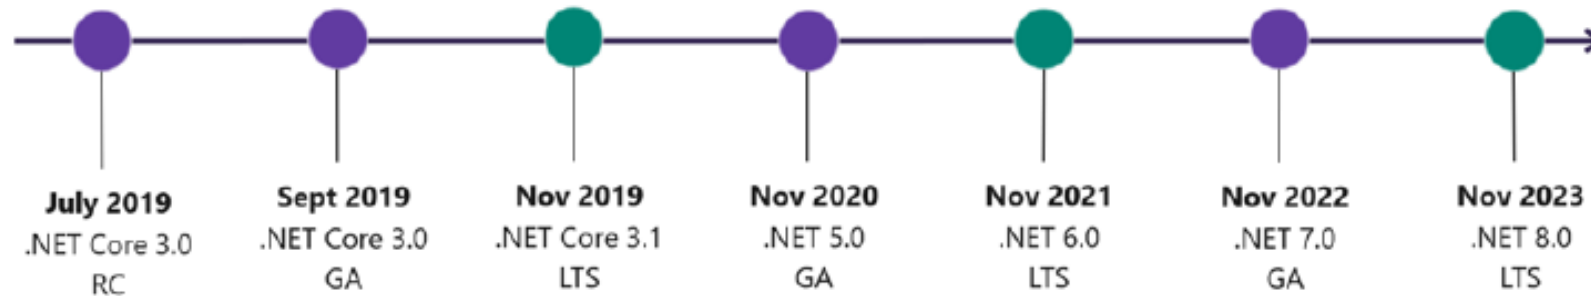 July 2019
.NET Core 3.0
RC
Sept 2019
.NET Core 3.0
GA
Nov 2019
.NET Core 3.1
LTS
Nov 2020
.NET 5.0
GA
Nov 2021
.NET 6.0
LTS
Nov 2022
.NET 7.0
GA
Nov 2023
.NET 8.0
LTS